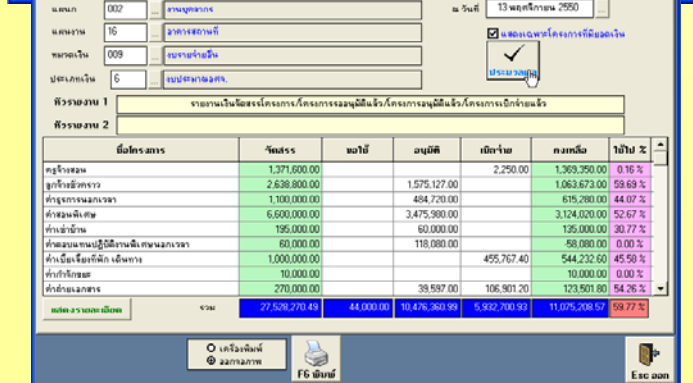 แผนก 002 ... งานบุคลากร ณ วันที่ 13 พฤศจิกายน 2550 ...
แผนงาน 16 ... อาคารสถานที่ แสดงเฉพาะโครงการที่มียอดเงิน
หมวดเงิน 009 ... งบรายจ่ายอื่น
ประเภทเงิน 6 ... งบประมาณอศจ. ประมวลผล
หัวรายงาน 1 รายงานเงินจัดสรรโครงการ/โครงการรออนุมัติแล้ว/โครงการอนุมัติแล้ว/โครงการเบิกจ่ายแล้ว
หัวรายงาน 2
ชื่อโครงการ จัดสรร ขอใช้ อนุมัติ เบิกจ่าย คงเหลือ ใช้ไป %
ครูจ้างสอน 1,371,600.00 2,250.00 1,369,350.00 0.16 %
ลูกจ้างชั่วคราว 2,638,800.00 1,575,127.00 1,063,673.00 59.69 %
ค่าธุรการนอกเวลา 1,100,000.00 484,720.00 615,280.00 44.07 %
ค่าสอนพิเศษ 6,600,000.00 3,475,980.00 3,124,020.00 52.67 %
ค่าเช่าบ้าน 195,000.00 60,000.00 135,000.00 30.77 %
ค่าตอบแทนปฏิบัติงานพิเศษนอกเวลา 60,000.00 118,080.00 -58,080.00 0.00 %
ค่าเบี้ยเลี้ยงที่พัก เดินทาง 1,000,000.00 455,767.40 544,232.60 45.58 %
ค่ากำจัดขยะ 10,000.00 10,000.00 0.00 %
ค่าถ่ายเอกสาร 270,000.00 39,597.00 106,901.20 123,501.80 54.26 %
แสดงรายละเอียด รวม 27,528,270.49 44,000.00 10,476,360.99 5,932,700.93 11,075,208.57 59.77 %
เครื่องพิมพ์
ออกจอภาพ
F6 พิมพ์ Esc ออก